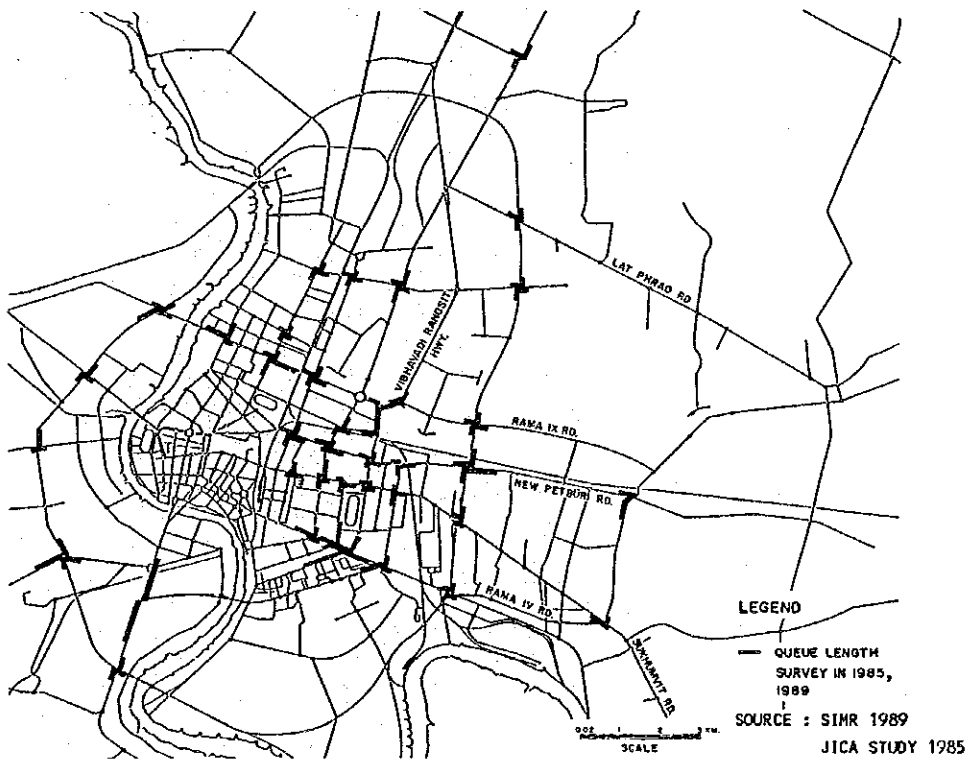 LAT PHRAO RD
VIBHAVADI RANGSIT
HWY.
RAMA IX RD.
NEW PETBURI RD.
RAMA IV RD.
SUKHUMVIT RD.
LEGEND
QUEUE LENGTH
SURVEY IN 1985,
1989
SOURCE : SIMR 1989
JICA STUDY 1985
SCALE